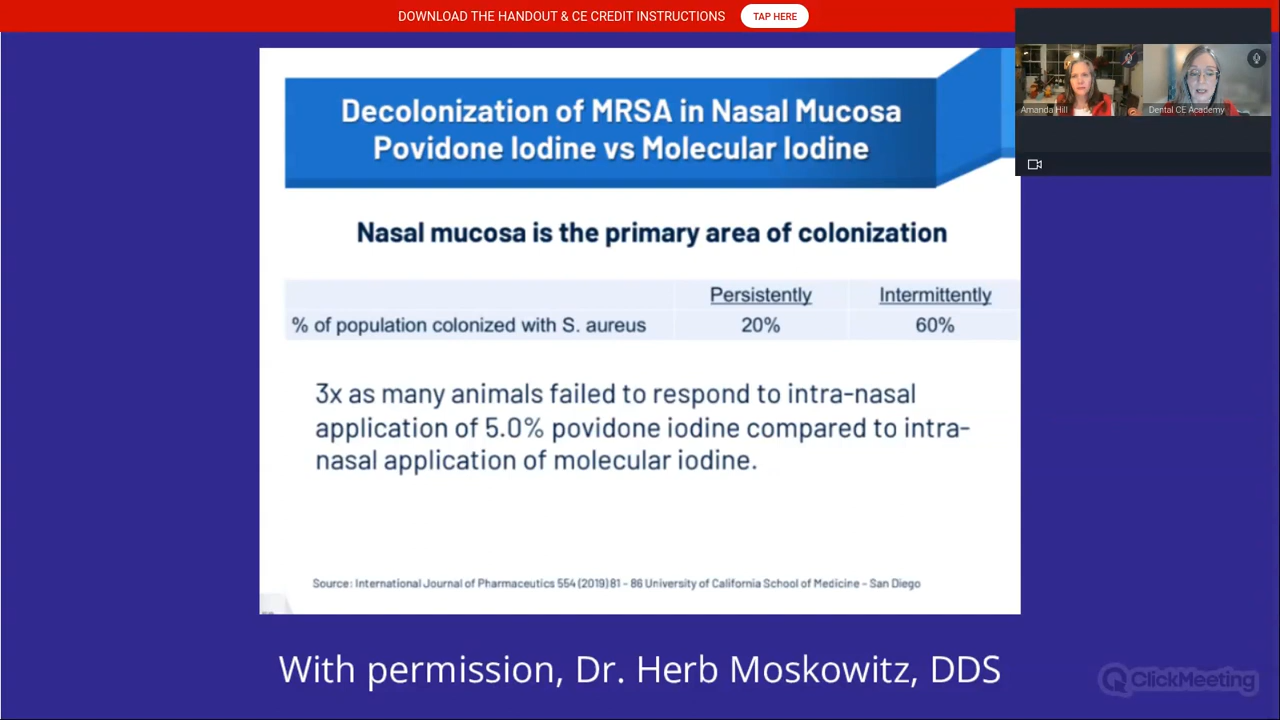 DOWNLOAD THE HANDOUT & CE CREDIT INSTRUCTIONS
TAP HERE
Amanda Hill
Dental CE Academy
Decolonization of MRSA in Nasal Mucosa
Povidone Iodine vs Molecular Iodine
Nasal mucosa is the primary area of colonization
Persistently Intermittently
% of population colonized with S. aureus 20% 60%
3x as many animals failed to respond to intra-nasal
application of 5.0% povidone iodine compared to intra-
nasal application of molecular iodine.
Source: International Journal of Pharmaceutics 554 (2019) 81 - 86 University of California School of Medicine - San Diego
With permission, Dr. Herb Moskowitz, DDS
ClickMeeting